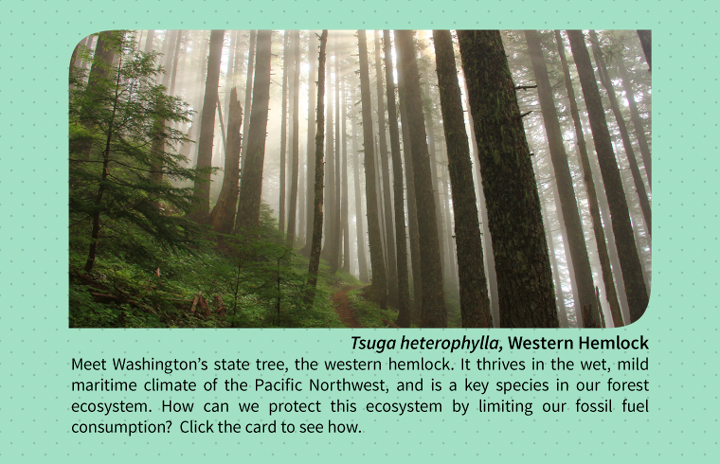 Tsuga heterophylla, Western Hemlock
Meet Washington’s state tree, the western hemlock. It thrives in the wet, mild
maritime climate of the Pacific Northwest, and is a key species in our forest
ecosystem. How can we protect this ecosystem by limiting our fossil fuel
consumption? Click the card to see how.